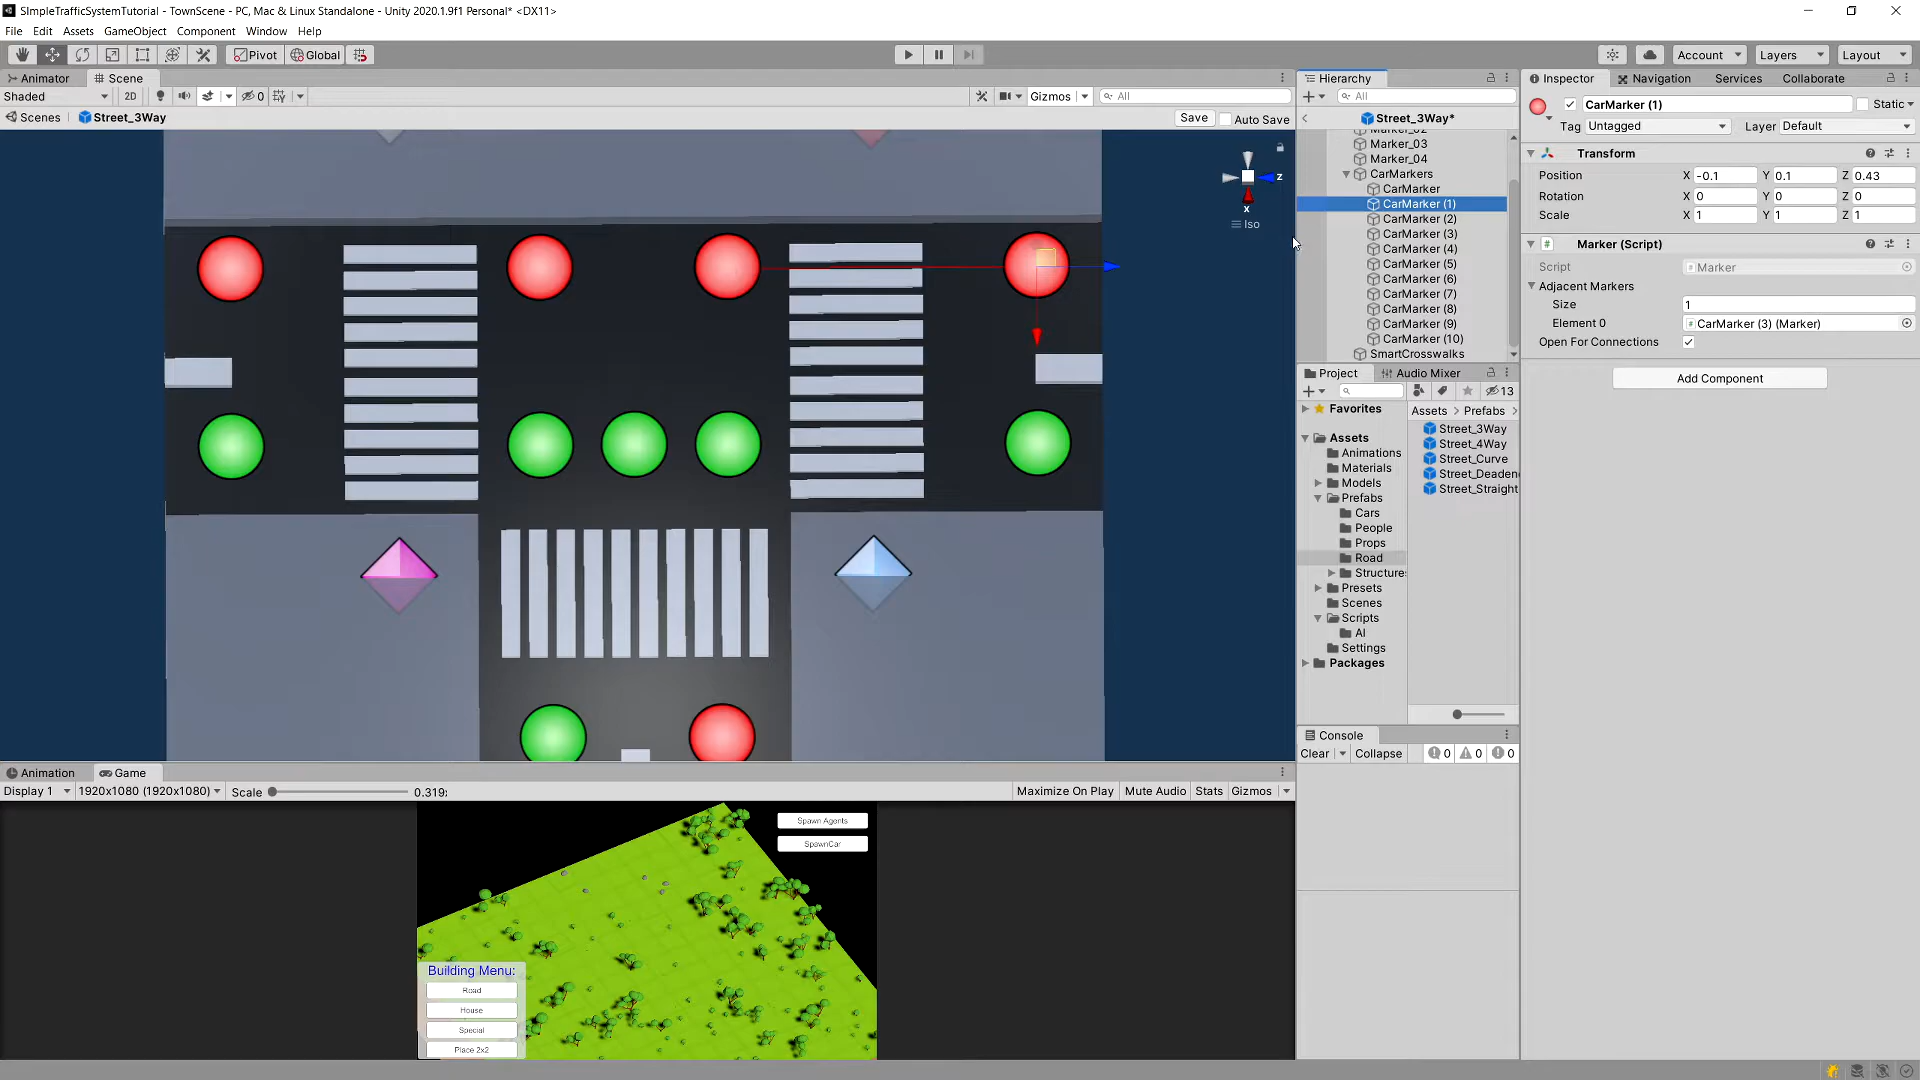 SImpleTrafficSystemTutorial - TownScene - PC, Mac & Linux Standalone - Unity 2020.1.9f1 Personal* <DX11>
File Edit Assets GameObject Component Window Help
Pivot Global Account Layers Layout
Animator Scene
Shaded 2D 0 Gizmos All
Scenes Street_3Way Save Auto Save
z
x
Iso
Hierarchy
All
Street_3Way*
Marker_02
Marker_03
Marker_04
CarMarkers
CarMarker
CarMarker (1)
CarMarker (2)
CarMarker (3)
CarMarker (4)
CarMarker (5)
CarMarker (6)
CarMarker (7)
CarMarker (8)
CarMarker (9)
CarMarker (10)
SmartCrosswalks
Project Audio Mixer
13
Favorites
Assets
Animations
Materials
Models
Prefabs
Cars
People
Props
Road
Structure
Presets
Scenes
Scripts
AI
Settings
Packages
Assets > Prefabs >
Street_3Way
Street_4Way
Street_Curve
Street_Deadend
Street_Straight
Console
Clear Collapse 0 0 0
Inspector Navigation Services Collaborate
CarMarker (1) Static
Tag Untagged Layer Default
Transform
Position X -0.1 Y 0.1 Z 0.43
Rotation X 0 Y 0 Z 0
Scale X 1 Y 1 Z 1
Marker (Script)
Script Marker
Adjacent Markers
Size 1
Element 0 CarMarker (3) (Marker)
Open For Connections
Add Component
Animation Game
Display 1 1920x1080 (1920x1080) Scale 0.319: Maximize On Play Mute Audio Stats Gizmos
Spawn Agents
SpawnCar
Building Menu:
Road
House
Special
Place 2x2